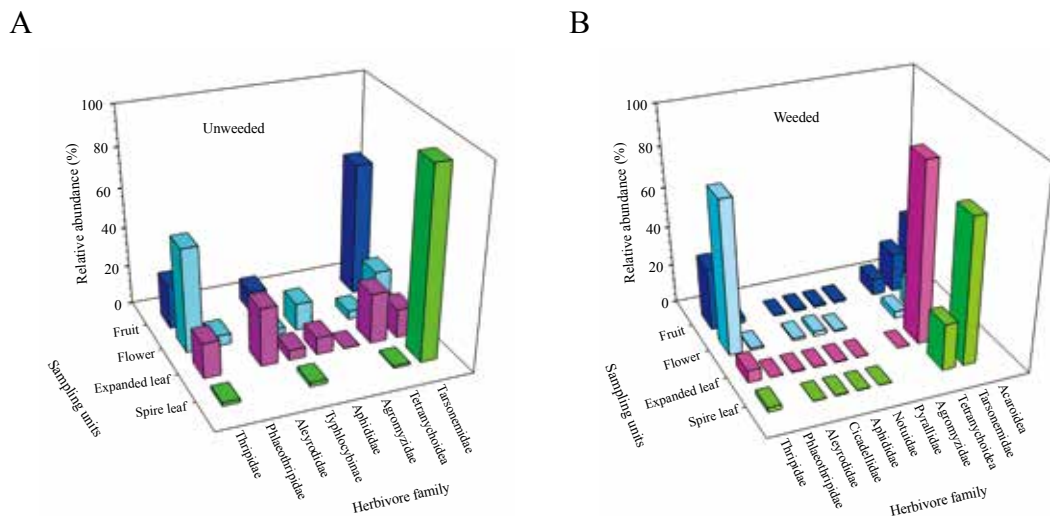 A
Unweeded
Relative abundance (%)
100
80
60
40
20
0
Fruit
Flower
Expanded leaf
Spire leaf
Sampling units
Thripidae
Phlaeothripidae
Aleyrodidae
Typhlocybinae
Aphididae
Agromyzidae
Tetranychoidea
Tarsonemidae
Herbivore family
B
Weeded
Relative abundance (%)
100
80
60
40
20
0
Fruit
Flower
Expanded leaf
Spire leaf
Sampling units
Thripidae
Phlaeothripidae
Aleyrodidae
Cicadellidae
Aphididae
Notuidae
Pyrallidae
Agromyzidae
Tetranychoidea
Tarsonemidae
Acaroidea
Herbivore family